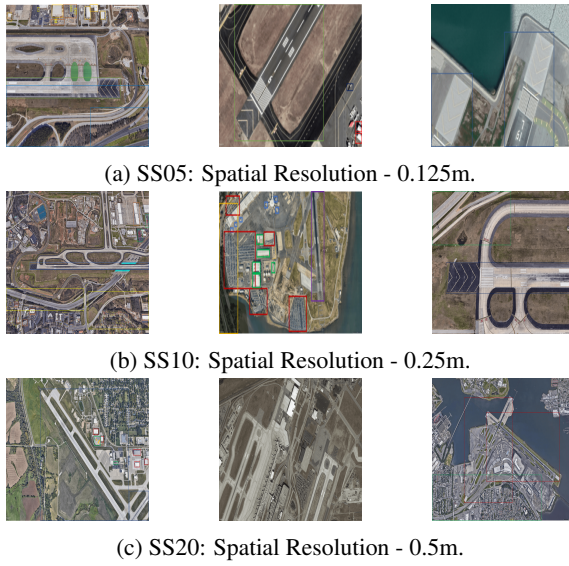 (a) SS05: Spatial Resolution - 0.125m.
(b) SS10: Spatial Resolution - 0.25m.
(c) SS20: Spatial Resolution - 0.5m.